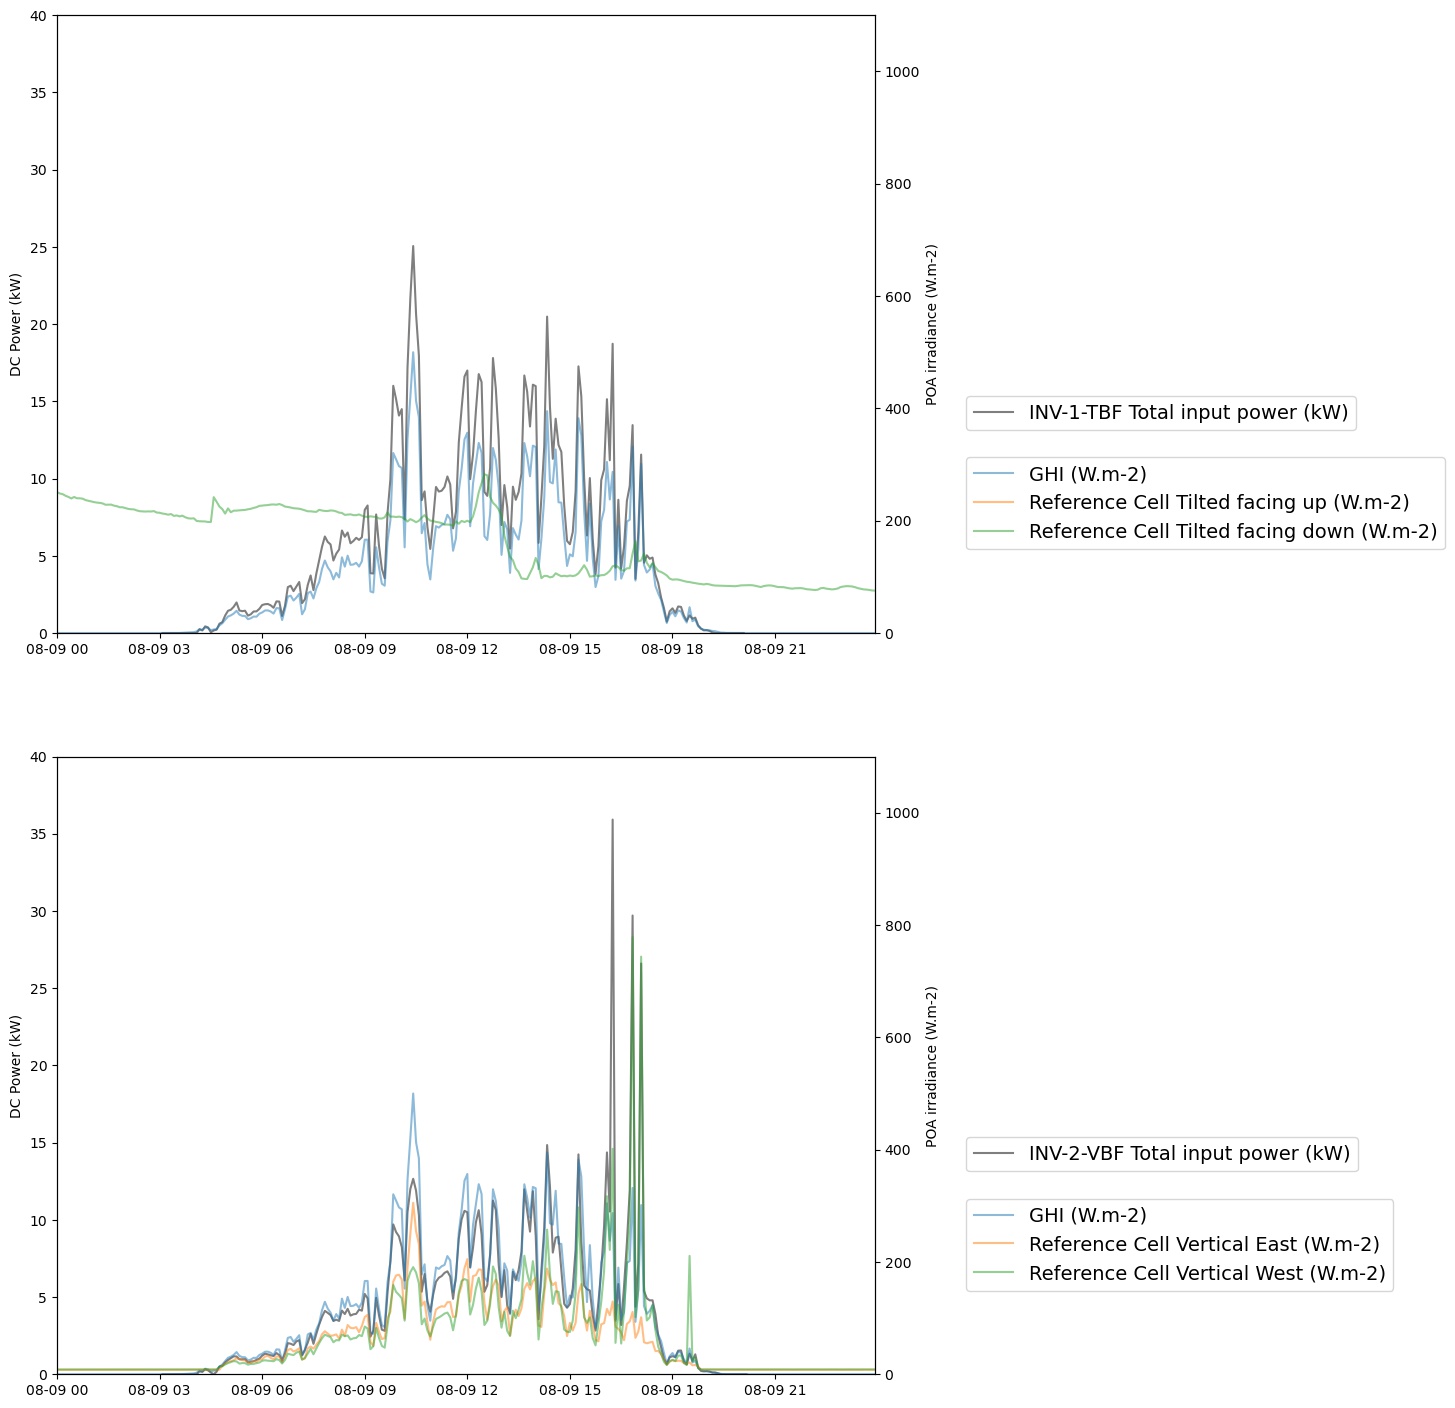 40
35
30
25
20
15
10
5
0
DC Power (kW)
1000
800
600
400
200
0
POA irradiance (W.m-2)
08-09 00 08-09 03 08-09 06 08-09 09 08-09 12 08-09 15 08-09 18 08-09 21
INV-1-TBF Total input power (kW)
GHI (W.m-2)
Reference Cell Tilted facing up (W.m-2)
Reference Cell Tilted facing down (W.m-2)
40
35
30
25
20
15
10
5
0
DC Power (kW)
1000
800
600
400
200
0
POA irradiance (W.m-2)
08-09 00 08-09 03 08-09 06 08-09 09 08-09 12 08-09 15 08-09 18 08-09 21
INV-2-VBF Total input power (kW)
GHI (W.m-2)
Reference Cell Vertical East (W.m-2)
Reference Cell Vertical West (W.m-2)